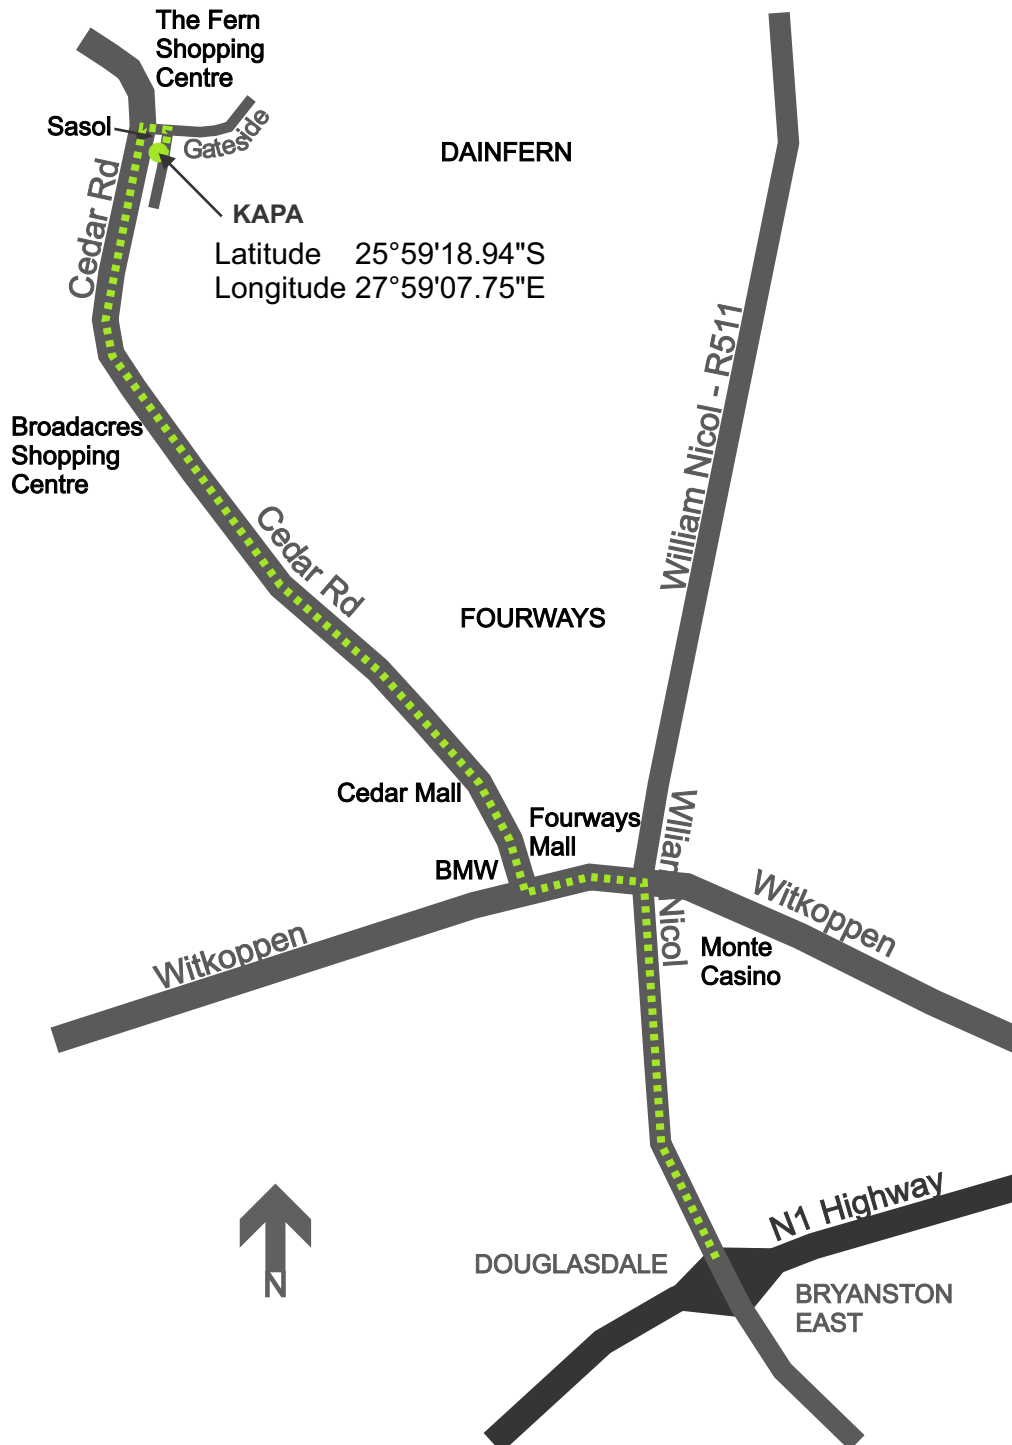 The Fern
Shopping
Centre
Sasol
Gateside
DAINFERN
Cedar Rd
KAPA
Latitude 25°59'18.94"S
Longitude 27°59'07.75"E
William Nicol - R511
Broadacres
Shopping
Centre
Cedar Rd
FOURWAYS
Cedar Mall
Fourways
Mall
BMW
Wllian Nicol
Witkoppen
Witkoppen
Monte
Casino
N1 Highway
DOUGLASDALE
N
BRYANSTON
EAST